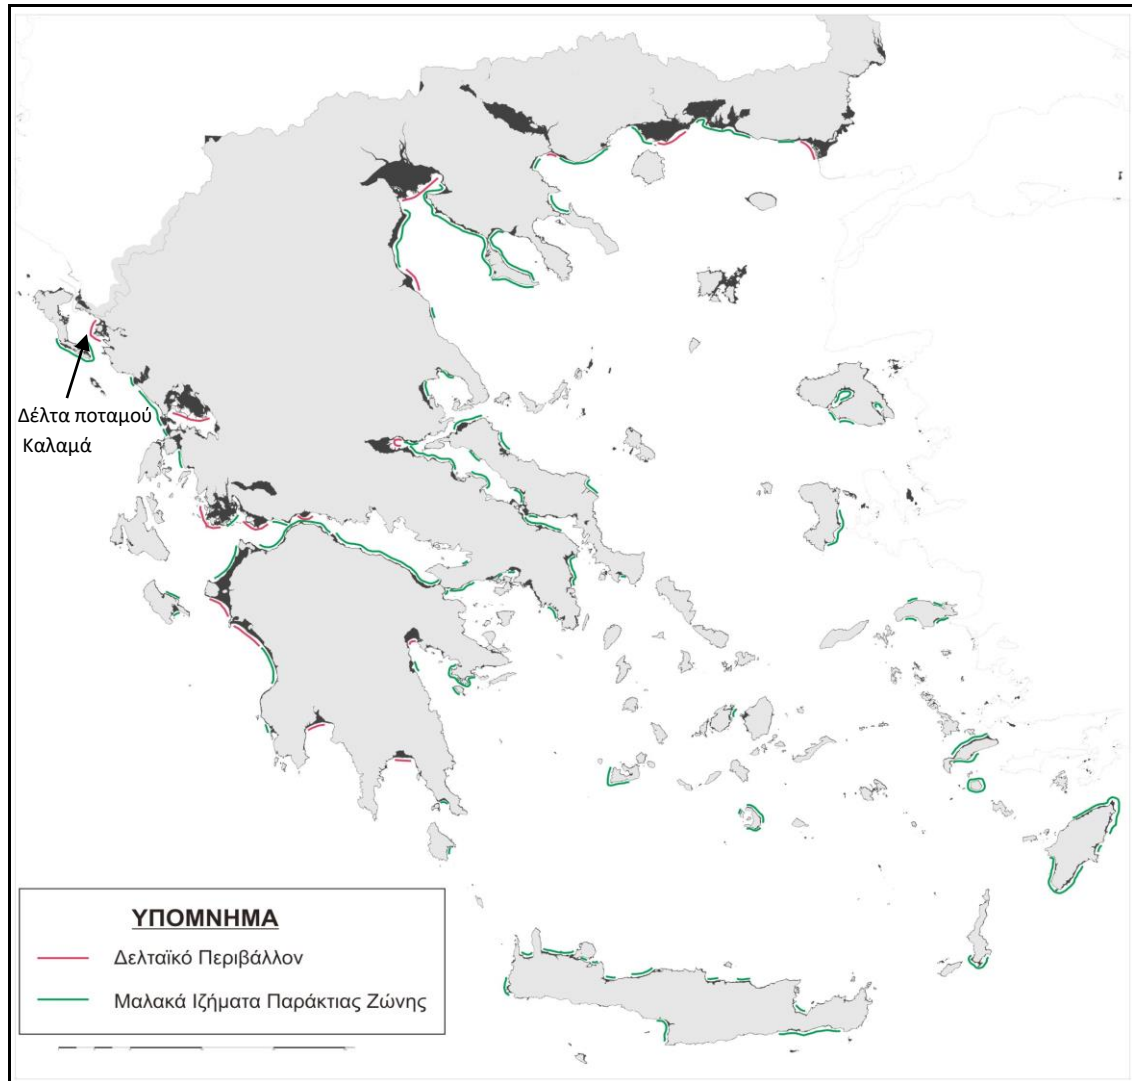 Δέλτα ποταμού
Καλαμά
ΥΠΟΜΝΗΜΑ
Δελταϊκό Περιβάλλον
Μαλακά Ιζήματα Παράκτιας Ζώνης